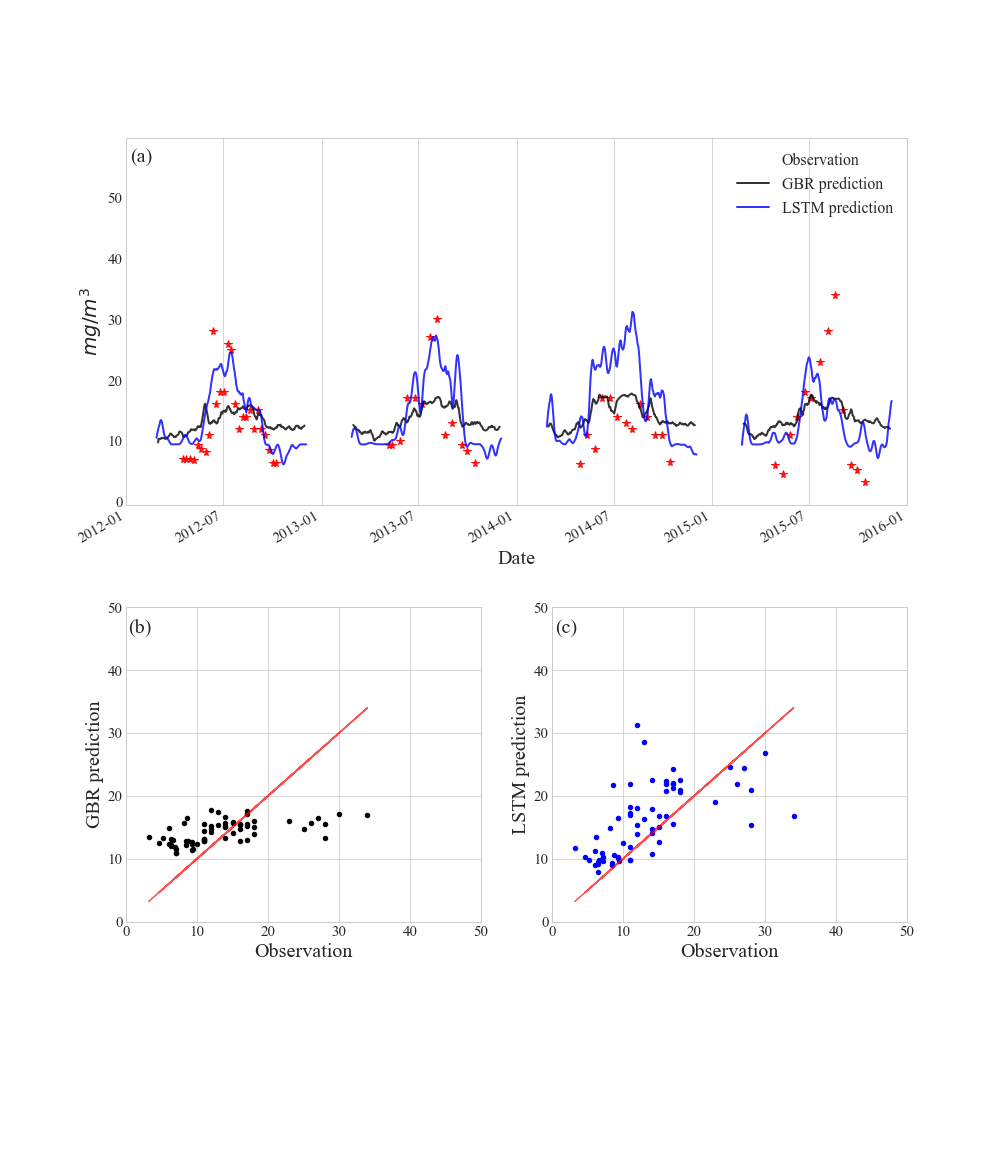 (a)
Observation
GBR prediction
LSTM prediction
50
40
30
20
10
0
mg/m³
2012-01
2012-07
2013-01
2013-07
2014-01
2014-07
2015-01
2015-07
2016-01
Date
(b)
50
40
30
20
10
0
GBR prediction
0 10 20 30 40 50
Observation
(c)
50
40
30
20
10
0
LSTM prediction
0 10 20 30 40 50
Observation